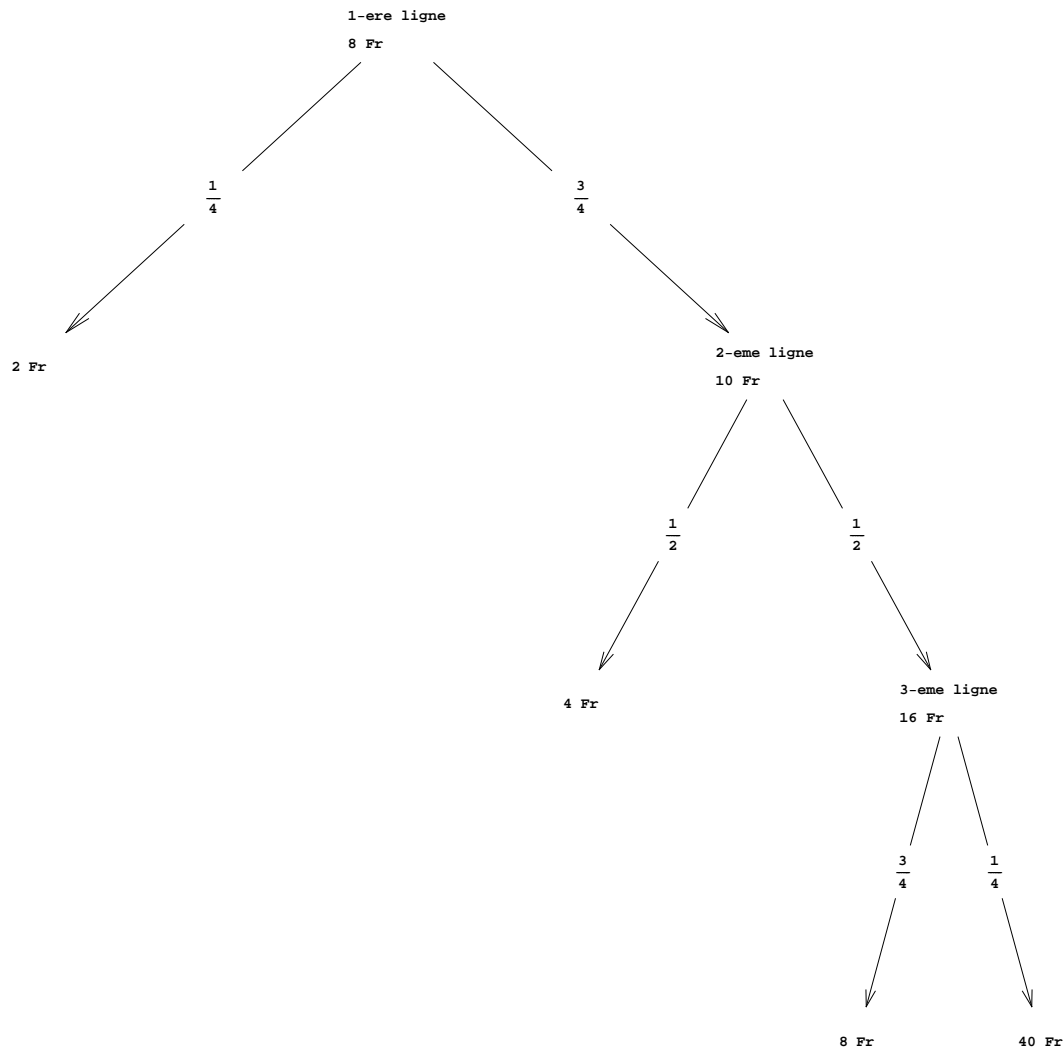 1-ere ligne
8 Fr
1/4
3/4
2 Fr
2-eme ligne
10 Fr
1/2
1/2
4 Fr
3-eme ligne
16 Fr
3/4
1/4
8 Fr
40 Fr